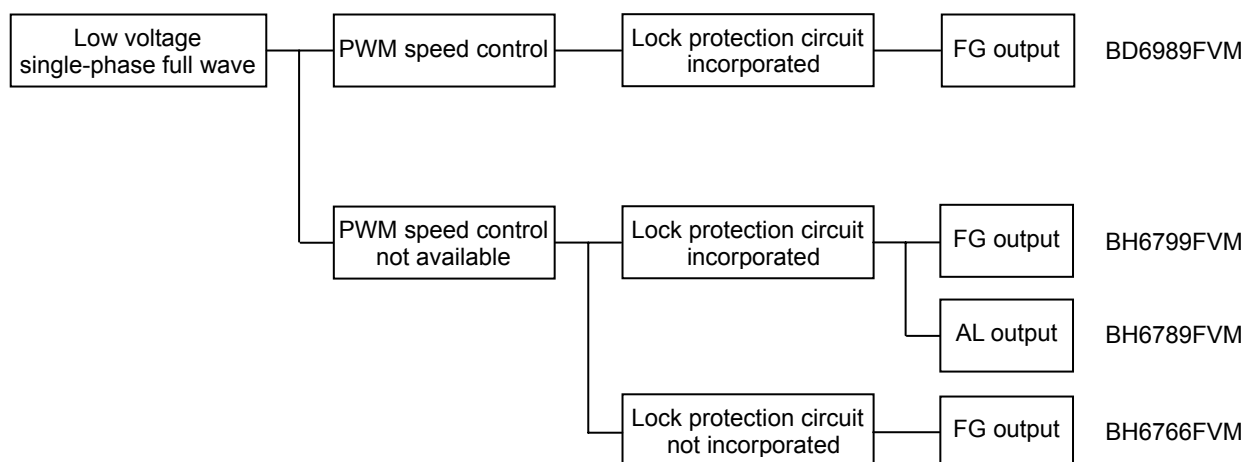 Low voltage
single-phase full wave
PWM speed control
Lock protection circuit
incorporated
FG output
BD6989FVM
PWM speed control
not available
Lock protection circuit
incorporated
FG output
BH6799FVM
AL output
BH6789FVM
Lock protection circuit
not incorporated
FG output
BH6766FVM